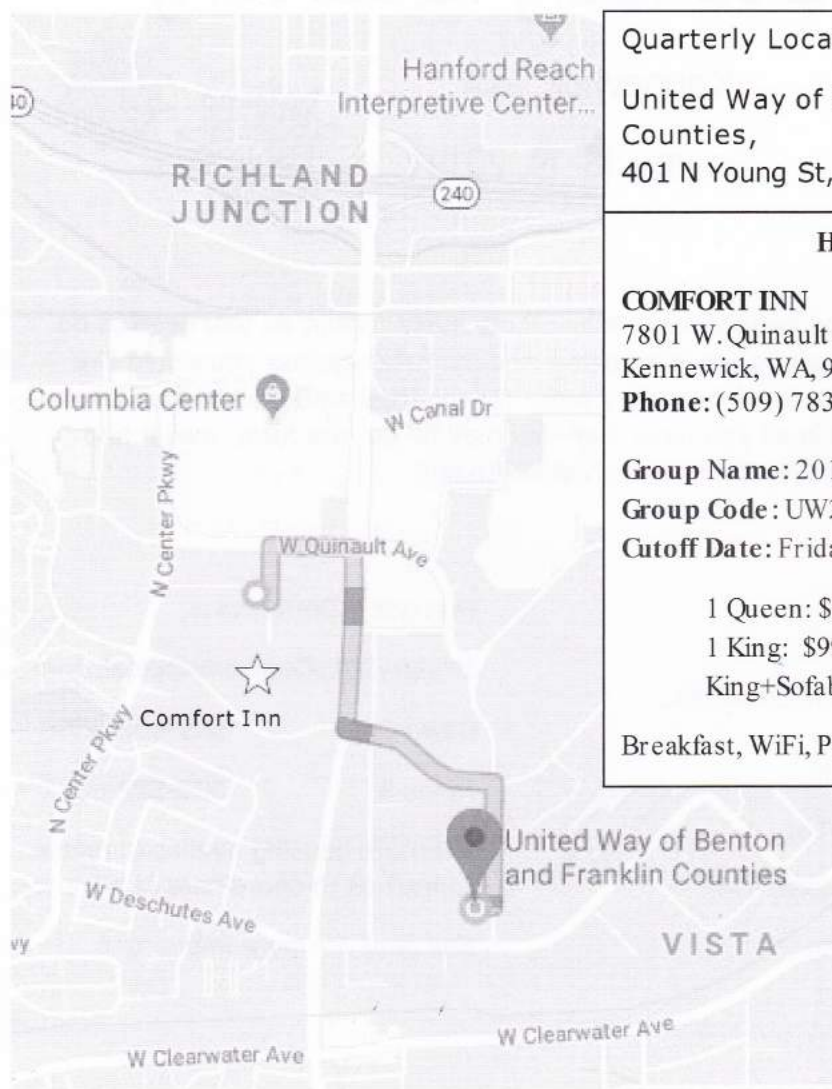 Hanford Reach
Interpretive Center...
RICHLAND
JUNCTION
240
Columbia Center
W Canal Dr
N Center Pkwy
W Quinault Ave
Comfort Inn
N Center Pkwy
United Way of Benton
and Franklin Counties
W Deschutes Ave
VISTA
W Clearwater Ave
W Clearwater Ave
Quarterly Loca
United Way of
Counties,
401 N Young St,
H
COMFORT INN
7801 W. Quinault
Kennewick, WA, 9
Phone: (509) 783
Group Name: 201
Group Code: UW2
Cutoff Date: Frida
1 Queen: $
1 King: $9
King+Sofab
Breakfast, WiFi, P